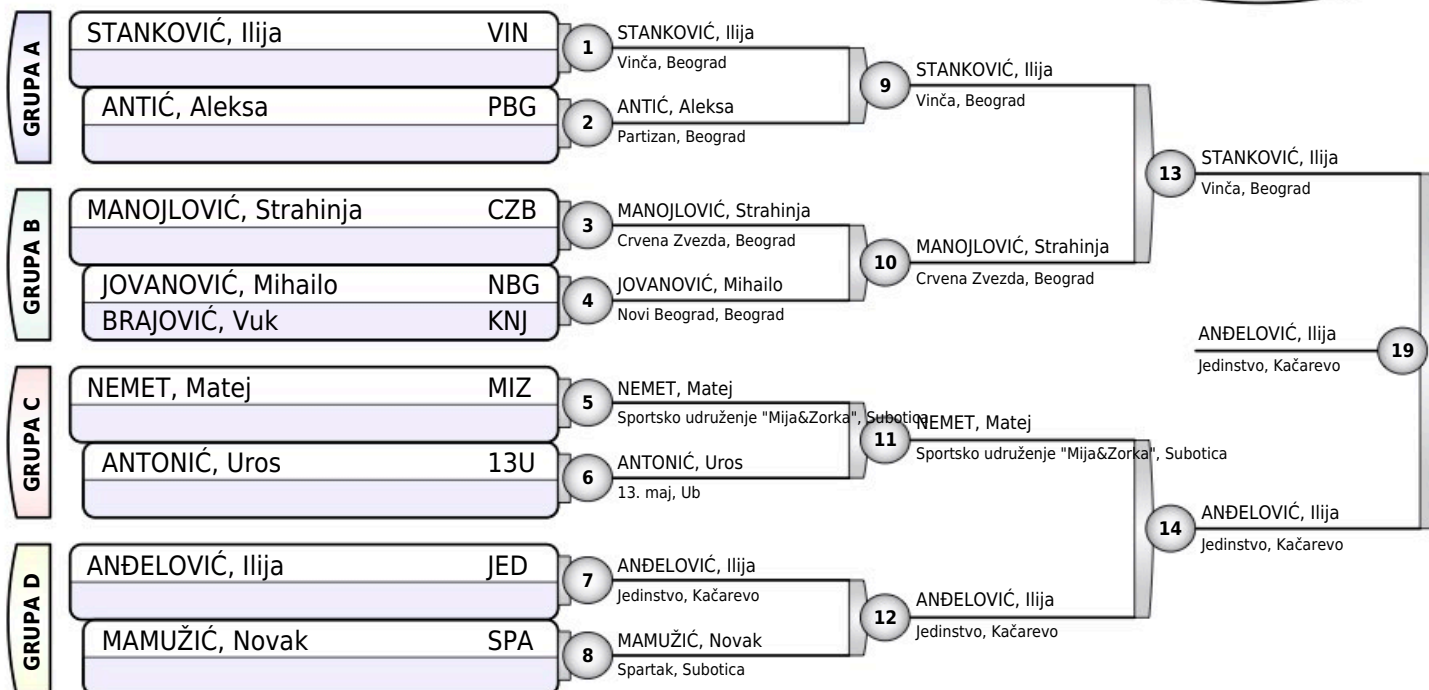 GRUPA A
STANKOVIĆ, Ilija VIN
ANTIĆ, Aleksa PBG
1
STANKOVIĆ, Ilija
Vinča, Beograd
2
ANTIĆ, Aleksa
Partizan, Beograd
9
STANKOVIĆ, Ilija
Vinča, Beograd
GRUPA B
MANOJLOVIĆ, Strahinja CZB
JOVANOVIĆ, Mihailo NBG
BRAJOVIĆ, Vuk KNJ
3
MANOJLOVIĆ, Strahinja
Crvena Zvezda, Beograd
4
JOVANOVIĆ, Mihailo
Novi Beograd, Beograd
10
MANOJLOVIĆ, Strahinja
Crvena Zvezda, Beograd
13
STANKOVIĆ, Ilija
Vinča, Beograd
GRUPA C
NEMET, Matej MIZ
ANTONIĆ, Uros 13U
5
NEMET, Matej
Sportsko udruženje "Mija&Zorka", Subotica
6
ANTONIĆ, Uros
13. maj, Ub
11
NEMET, Matej
Sportsko udruženje "Mija&Zorka", Subotica
GRUPA D
ANĐELOVIĆ, Ilija JED
MAMUŽIĆ, Novak SPA
7
ANĐELOVIĆ, Ilija
Jedinstvo, Kačarevo
8
MAMUŽIĆ, Novak
Spartak, Subotica
12
ANĐELOVIĆ, Ilija
Jedinstvo, Kačarevo
14
ANĐELOVIĆ, Ilija
Jedinstvo, Kačarevo
ANĐELOVIĆ, Ilija
Jedinstvo, Kačarevo
19